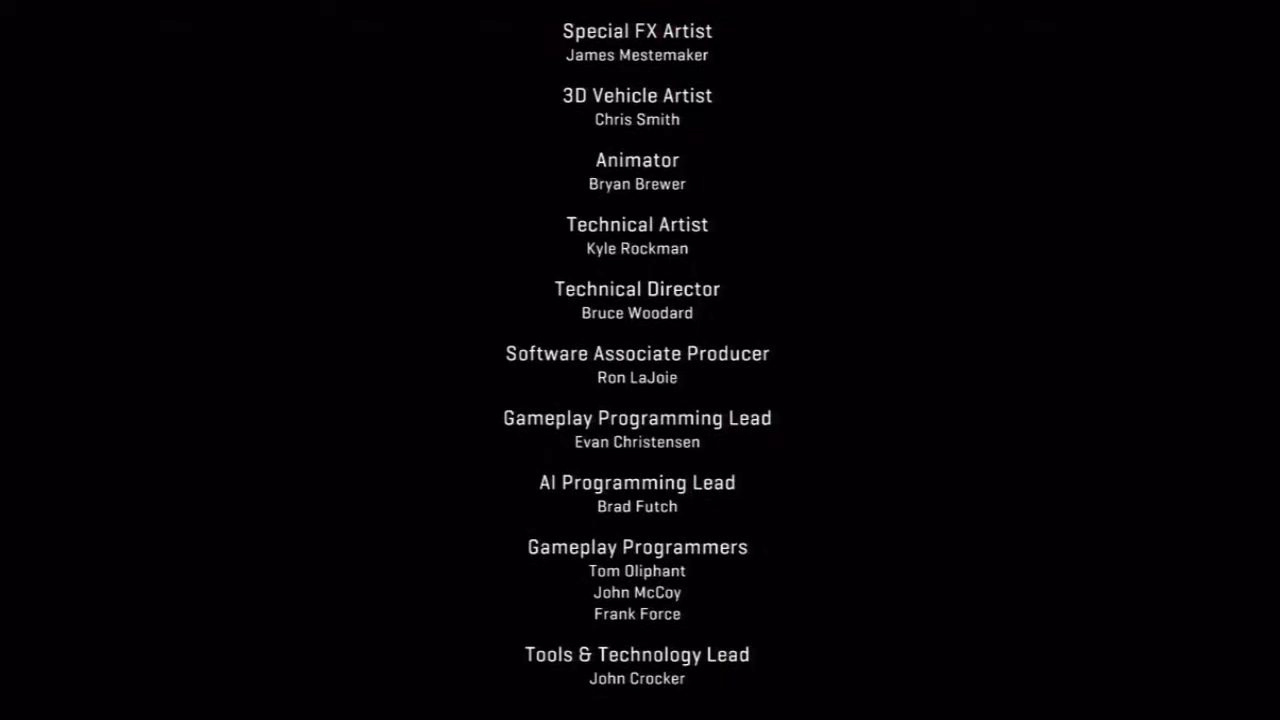 Special FX Artist
James Mestemaker
3D Vehicle Artist
Chris Smith
Animator
Bryan Brewer
Technical Artist
Kyle Rockman
Technical Director
Bruce Woodard
Software Associate Producer
Ron LaJoie
Gameplay Programming Lead
Evan Christensen
AI Programming Lead
Brad Futch
Gameplay Programmers
Tom Oliphant
John McCoy
Frank Force
Tools & Technology Lead
John Crocker